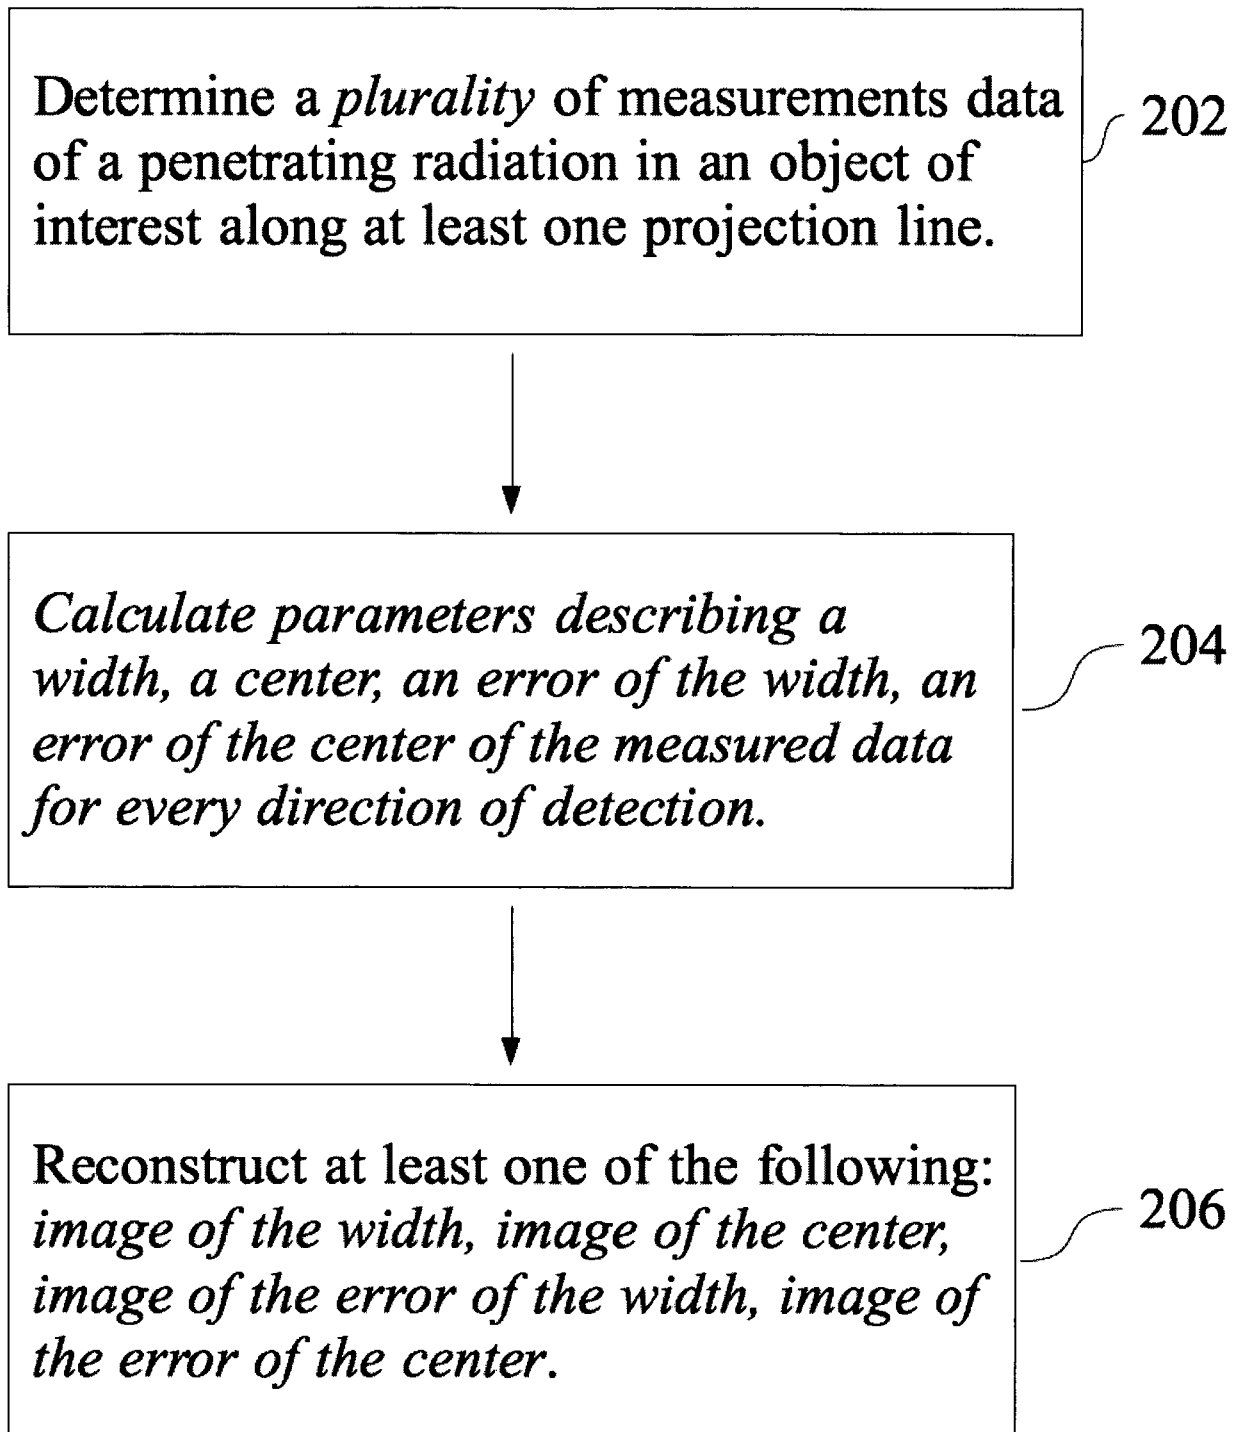 Determine a plurality of measurements data
of a penetrating radiation in an object of
interest along at least one projection line.
202
Calculate parameters describing a
width, a center, an error of the width, an
error of the center of the measured data
for every direction of detection.
204
Reconstruct at least one of the following:
image of the width, image of the center,
image of the error of the width, image of
the error of the center.
206